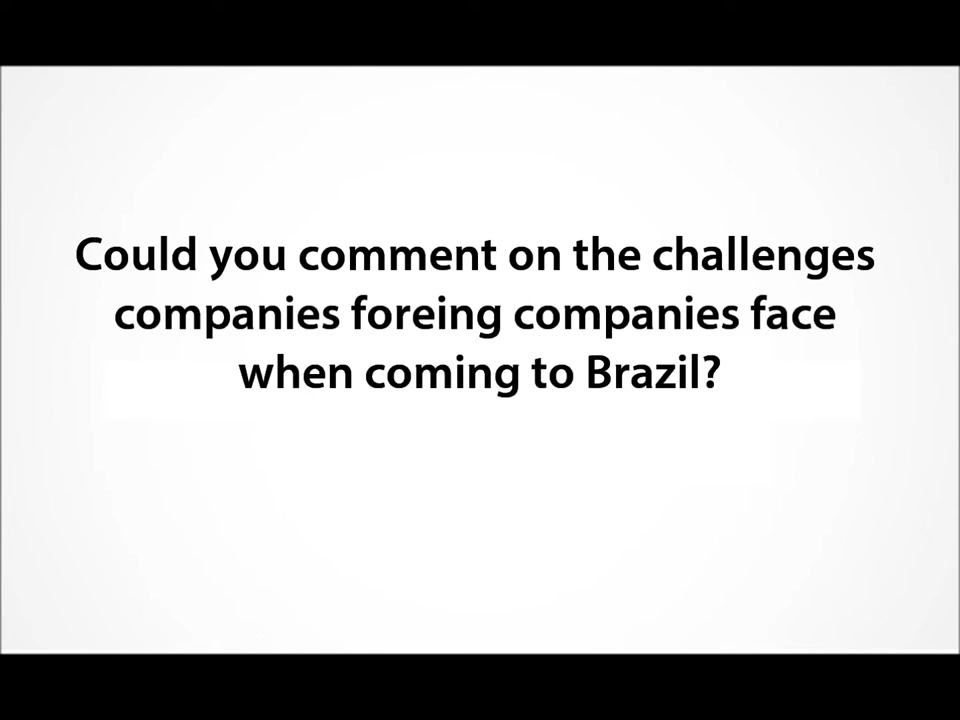 Could you comment on the challenges
companies foreing companies face
when coming to Brazil?